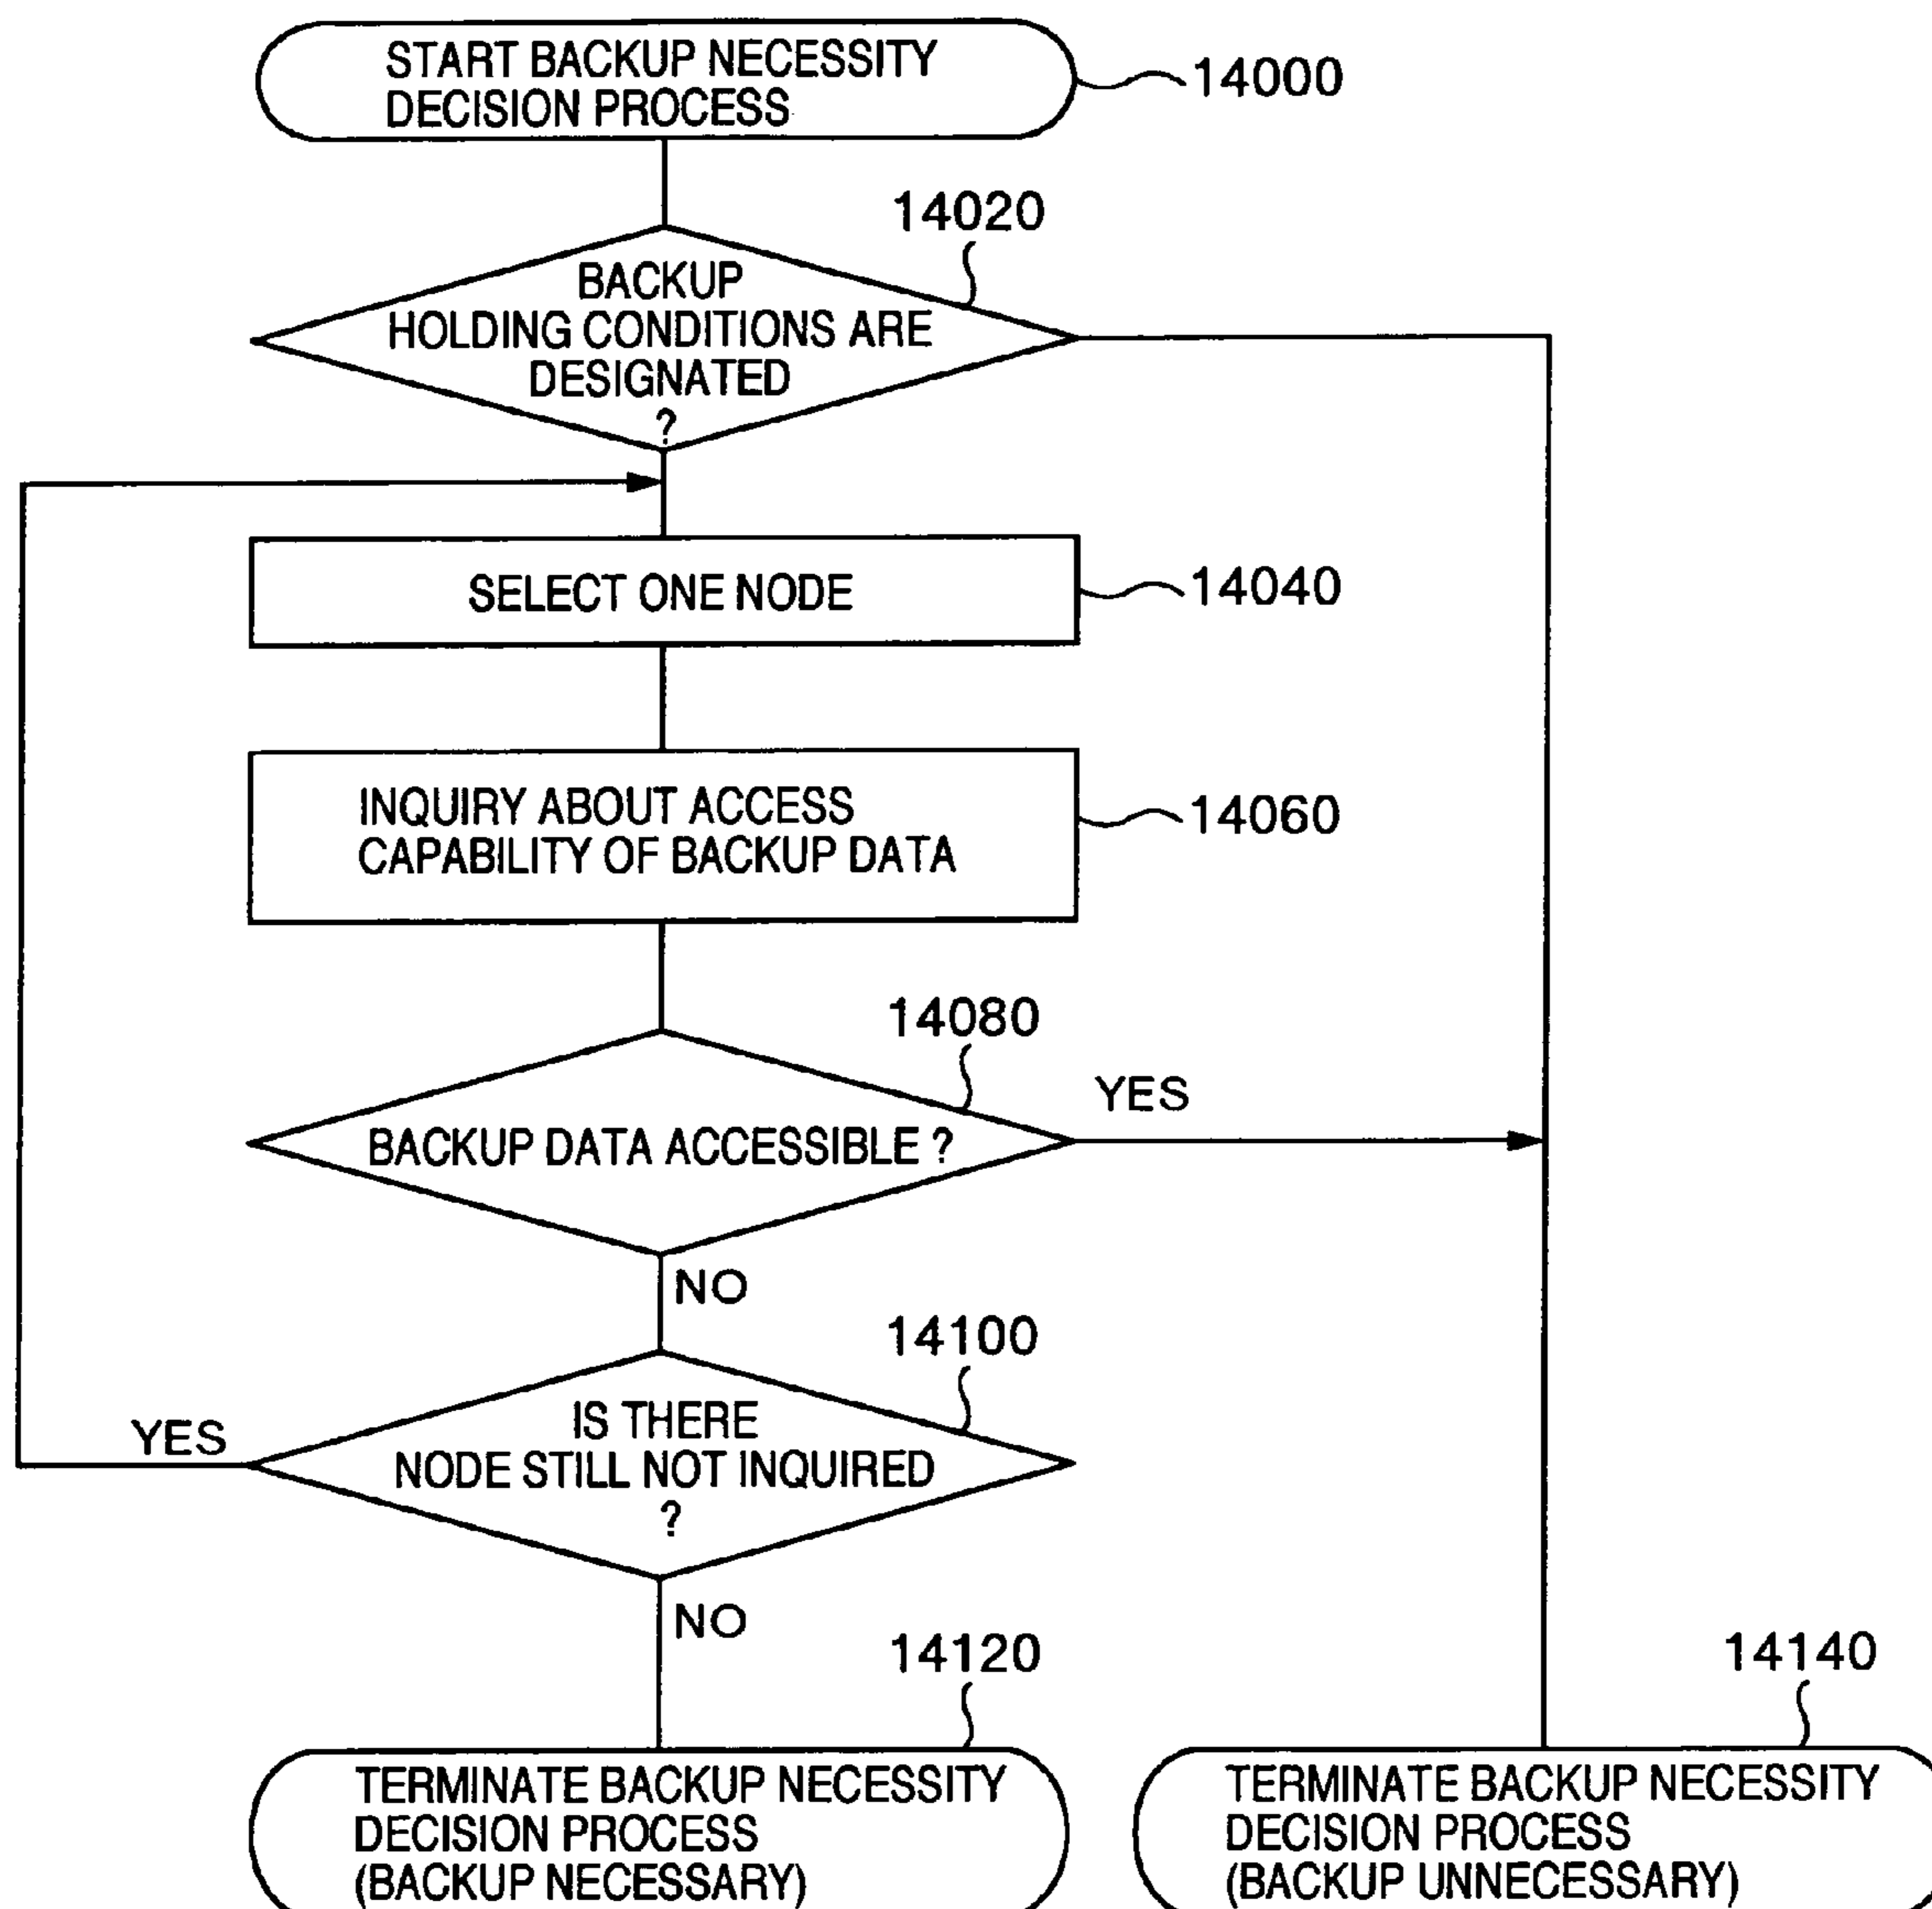 START BACKUP NECESSITY
DECISION PROCESS
14000
14020
BACKUP
HOLDING CONDITIONS ARE
DESIGNATED
?
SELECT ONE NODE
14040
INQUIRY ABOUT ACCESS
CAPABILITY OF BACKUP DATA
14060
14080
YES
BACKUP DATA ACCESSIBLE ?
NO
14100
YES
IS THERE
NODE STILL NOT INQUIRED
?
NO
14120
14140
TERMINATE BACKUP NECESSITY
DECISION PROCESS
(BACKUP NECESSARY)
TERMINATE BACKUP NECESSITY
DECISION PROCESS
(BACKUP UNNECESSARY)